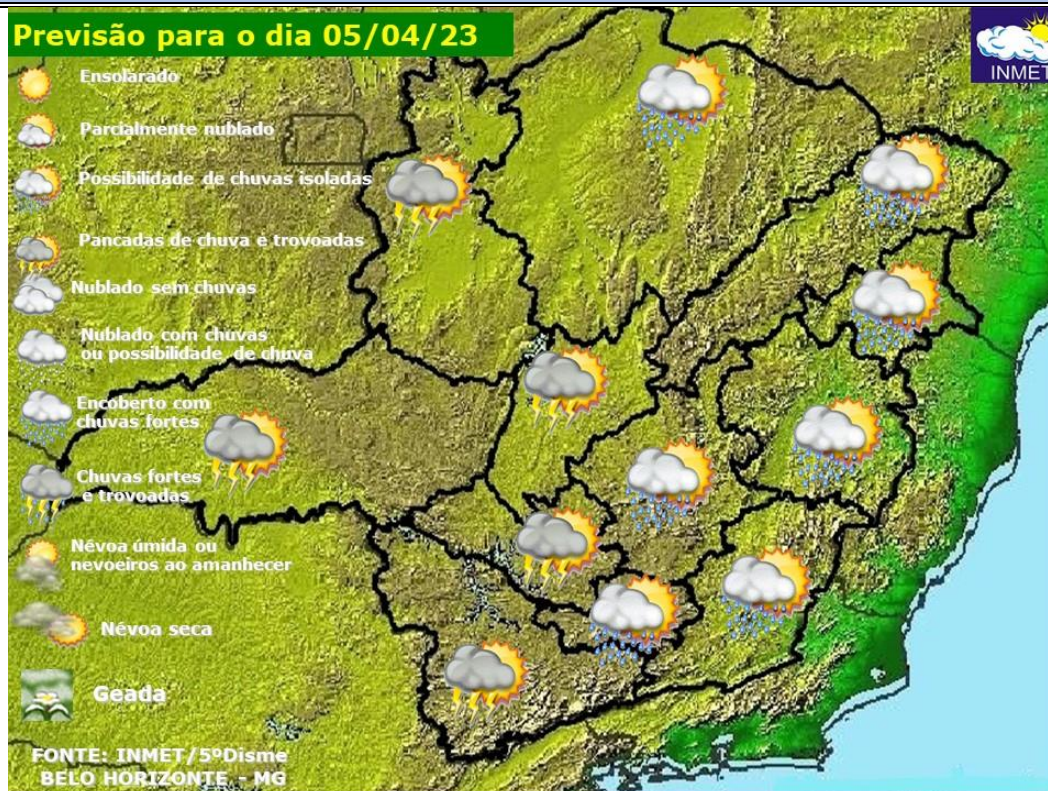 Previsão para o dia 05/04/23
INMET
Ensolarado
Parcialmente nublado
Possibilidade de chuvas isoladas
Pancadas de chuva e trovoadas
Nublado sem chuvas
Nublado com chuvas
ou possibilidade de chuva
Encoberto com
chuvas fortes
Chuvas fortes
e trovoadas
Névoa úmida ou
nevoeiros ao amanhecer
Névoa seca
Geada
FONTE: INMET/5ºDisme
BELO HORIZONTE - MG